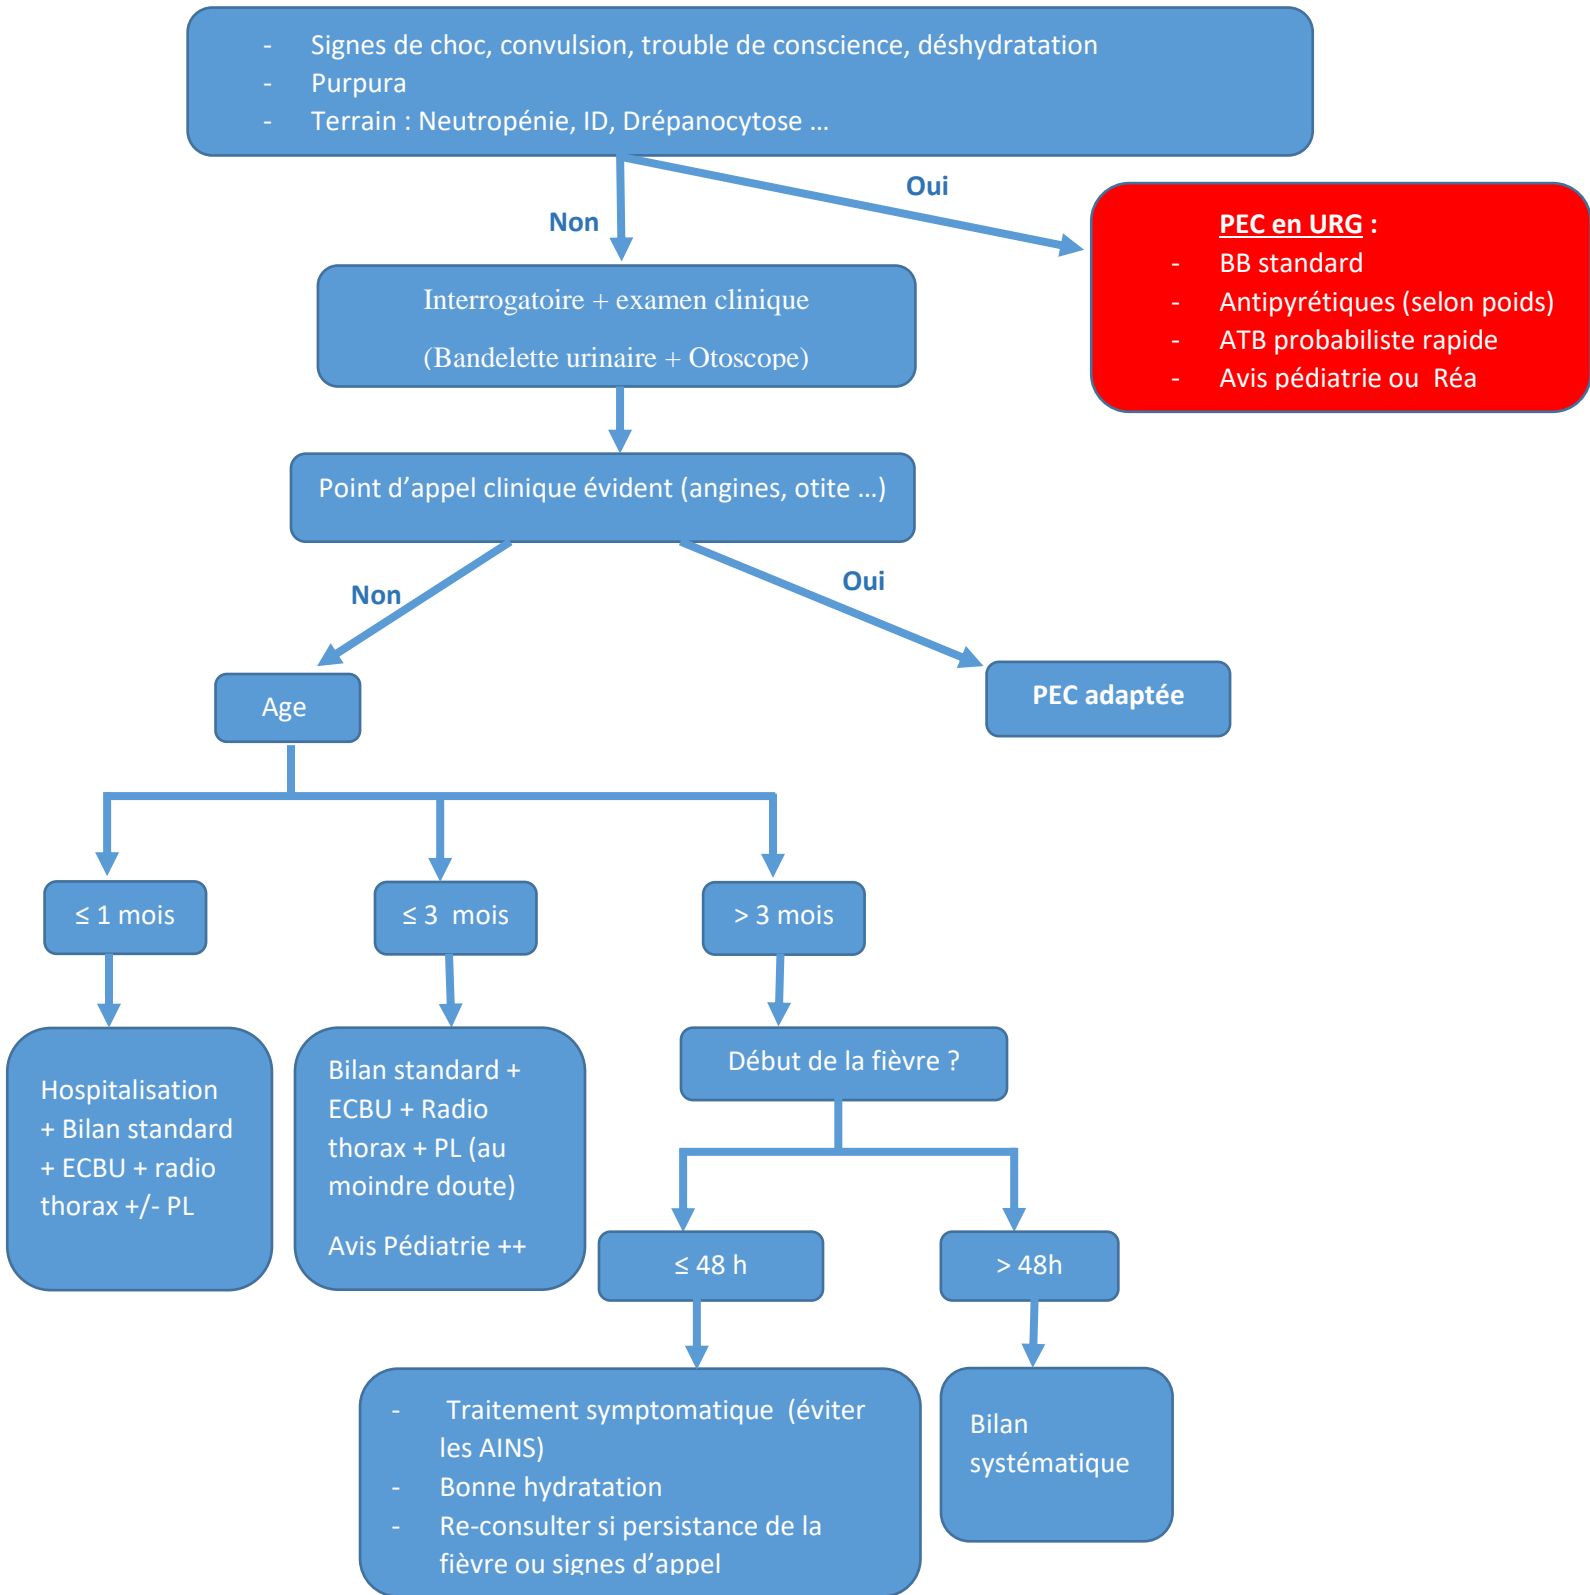 - Signes de choc, convulsion, trouble de conscience, déshydratation
- Purpura
- Terrain : Neutropénie, ID, Drépanocytose ...
Oui
Non
PEC en URG :
- BB standard
- Antipyrétiques (selon poids)
- ATB probabiliste rapide
- Avis pédiatrie ou Réa
Interrogatoire + examen clinique
(Bandelette urinaire + Otoscope)
Point d’appel clinique évident (angines, otite ...)
Non
Oui
Age
PEC adaptée
≤ 1 mois
≤ 3 mois
> 3 mois
Hospitalisation
+ Bilan standard
+ ECBU + radio
thorax +/- PL
Bilan standard +
ECBU + Radio
thorax + PL (au
moindre doute)
Avis Pédiatrie ++
Début de la fièvre ?
≤ 48 h
> 48h
- Traitement symptomatique (éviter
les AINS)
- Bonne hydratation
- Re-consulter si persistance de la
fièvre ou signes d’appel
Bilan
systématique